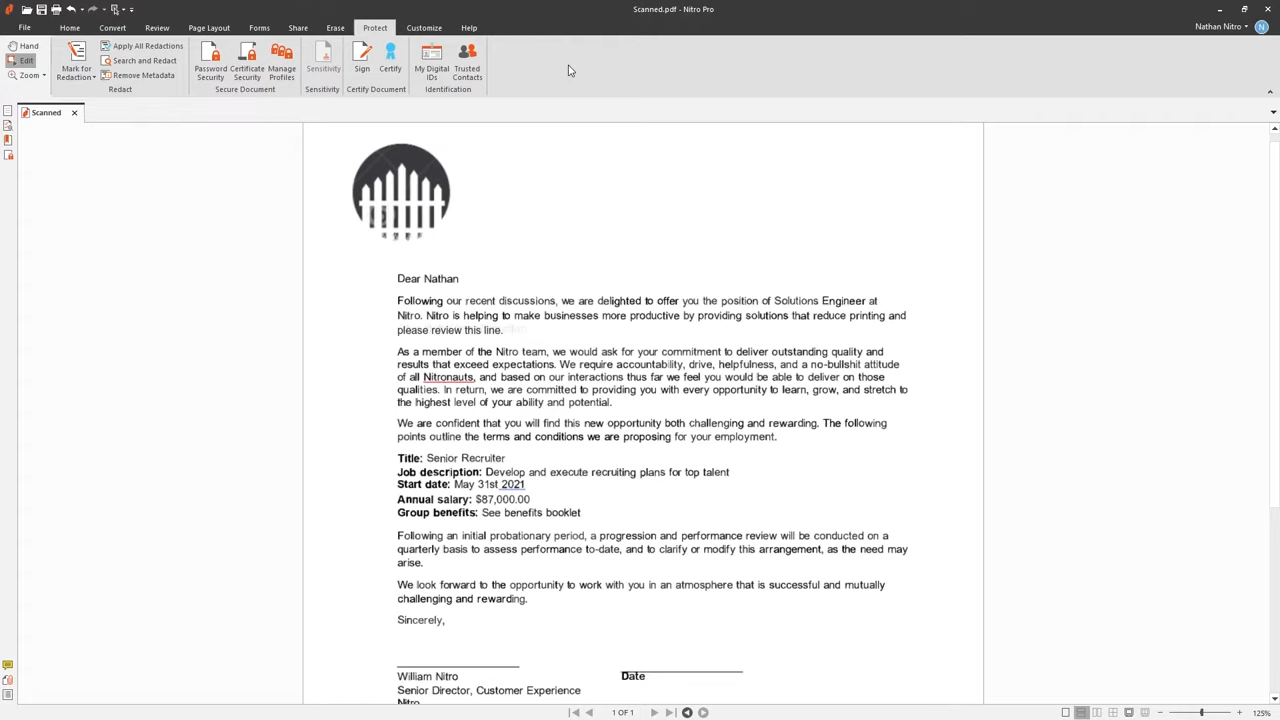 Scanned.pdf - Nitro Pro
File Home Convert Review Page Layout Forms Share Erase Protect Customize Help
Nathan Nitro N
Hand
Edit
Zoom
Mark for Redaction
Apply All Redactions
Search and Redact
Remove Metadata
Redact
Password Security
Certificate Security
Manage Profiles
Secure Document
Sensitivity
Sensitivity
Sign
Certify
Certify Document
My Digital IDs
Trusted Contacts
Identification
Scanned
Dear Nathan
Following our recent discussions, we are delighted to offer you the position of Solutions Engineer at
Nitro. Nitro is helping to make businesses more productive by providing solutions that reduce printing and
please review this line.
As a member of the Nitro team, we would ask for your commitment to deliver outstanding quality and
results that exceed expectations. We require accountability, drive, helpfulness, and a no-bullshit attitude
of all Nitronauts, and based on our interactions thus far we feel you would be able to deliver on those
qualities. In return, we are committed to providing you with every opportunity to learn, grow, and stretch to
the highest level of your ability and potential.
We are confident that you will find this new opportunity both challenging and rewarding. The following
points outline the terms and conditions we are proposing for your employment.
Title: Senior Recruiter
Job description: Develop and execute recruiting plans for top talent
Start date: May 31st 2021
Annual salary: $87,000.00
Group benefits: See benefits booklet
Following an initial probationary period, a progression and performance review will be conducted on a
quarterly basis to assess performance to-date, and to clarify or modify this arrangement, as the need may
arise.
We look forward to the opportunity to work with you in an atmosphere that is successful and mutually
challenging and rewarding.
Sincerely,
William Nitro
Date
Senior Director, Customer Experience
Nitro
1 OF 1
125%